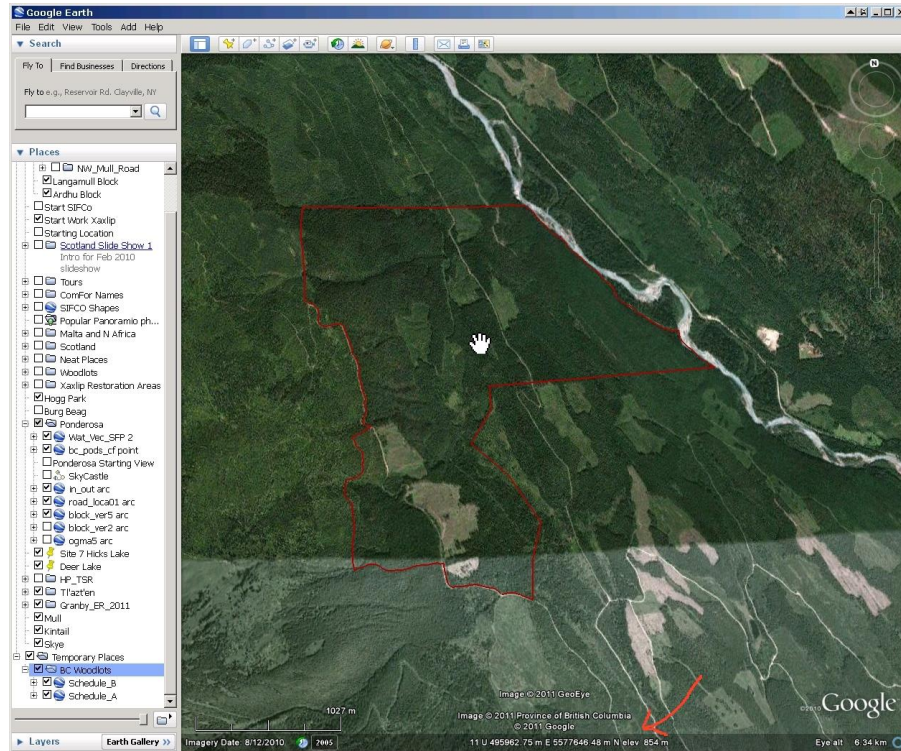 Google Earth
File Edit View Tools Add Help
Search
Fly To Find Businesses Directions
Fly to e.g., Reservoir Rd. Clayville, NY
Places
NW_Mull_Road
Langamull Block
Ardhu Block
Start SIFCo
Start Work Xaxlip
Starting Location
Scotland Slide Show 1
Intro for Feb 2010
slideshow
Tours
ComFor Names
SIFCO Shapes
Popular Panoramio ph...
Malta and N Africa
Scotland
Neat Places
Woodlots
Xaxlip Restoration Areas
Hogg Park
Burg Beag
Ponderosa
Wat_Vec_SFP 2
bc_pods_cf point
Ponderosa Starting View
SkyCastle
in_out arc
road_loca01 arc
block_ver5 arc
block_ver2 arc
ogma5 arc
Site 7 Hicks Lake
Deer Lake
HP_TSR
Tl'azt'en
Granby_ER_2011
Mull
Kintail
Skye
Temporary Places
BC Woodlots
Schedule_B
Schedule_A
Layers Earth Gallery >>
N
1027 m
Image © 2011 GeoEye
Image © 2011 Province of British Columbia
© 2011 Google
©2010 Google
Imagery Date: 8/12/2010 2005 11 U 495962.75 m E 5577646.48 m N elev 854 m Eye alt 6.34 km